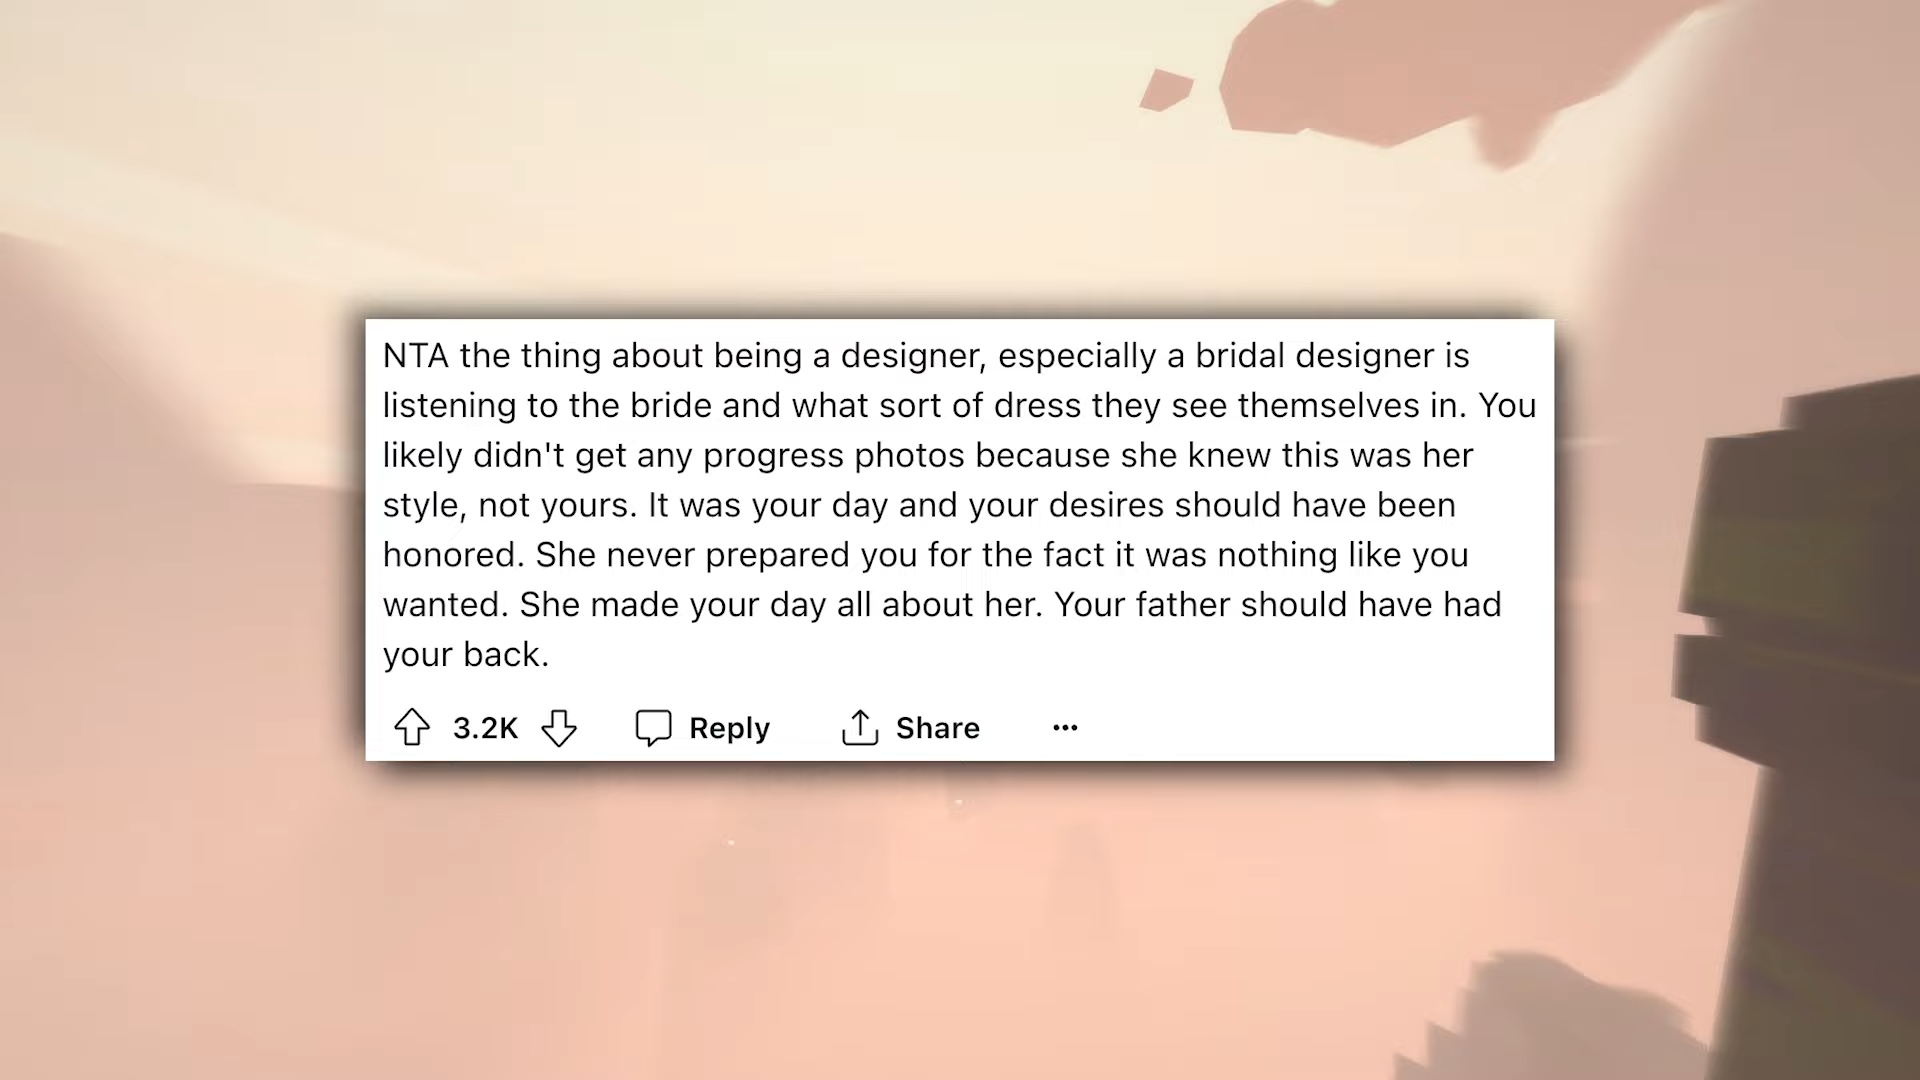 NTA the thing about being a designer, especially a bridal designer is
listening to the bride and what sort of dress they see themselves in. You
likely didn't get any progress photos because she knew this was her
style, not yours. It was your day and your desires should have been
honored. She never prepared you for the fact it was nothing like you
wanted. She made your day all about her. Your father should have had
your back.
3.2K Reply Share ...